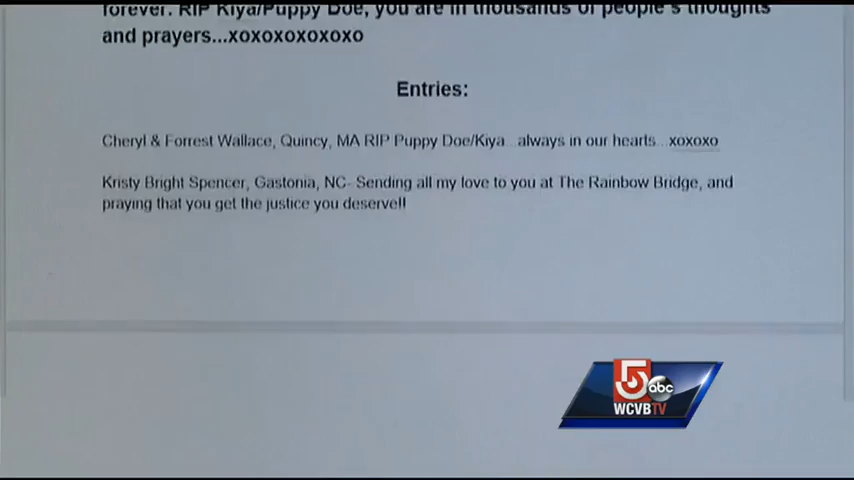 forever. RIP Kiya/Puppy Doe, you are in thousands of people's thoughts
and prayers...xoxoxoxoxoxo
Entries:
Cheryl & Forrest Wallace, Quincy, MA RIP Puppy Doe/Kiya...always in our hearts...xoxoxo
Kristy Bright Spencer, Gastonia, NC- Sending all my love to you at The Rainbow Bridge, and
praying that you get the justice you deserve!!
5 abc
WCVBTV